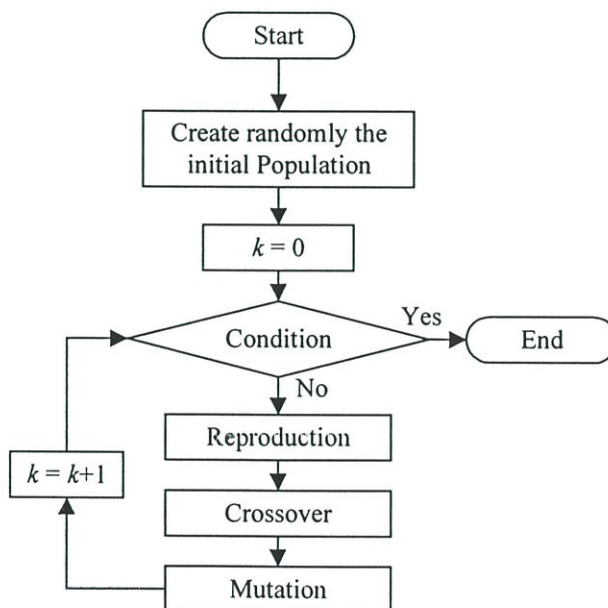 Start
Create randomly the
initial Population
k = 0
Condition
Yes
End
No
Reproduction
k = k+1
Crossover
Mutation